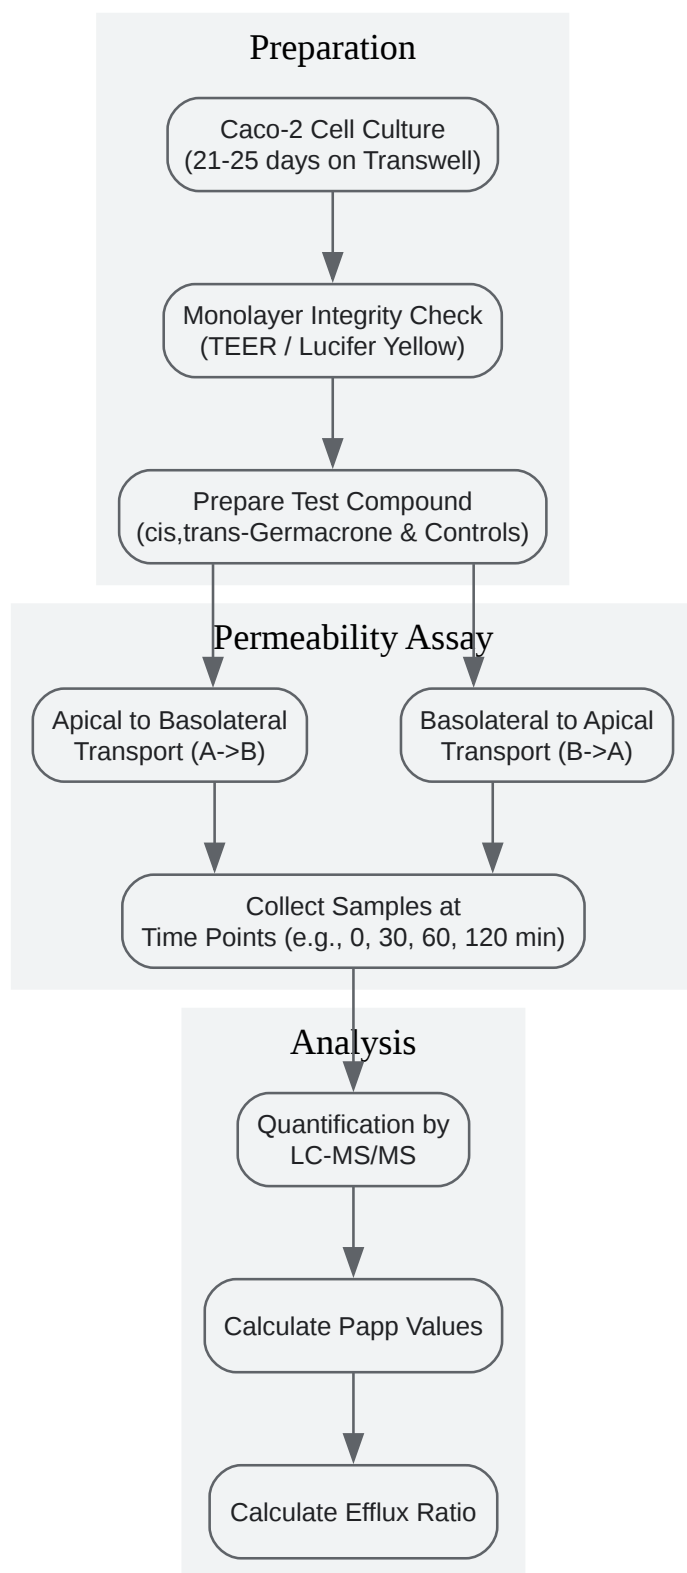 Preparation
Caco-2 Cell Culture
(21-25 days on Transwell)
Monolayer Integrity Check
(TEER / Lucifer Yellow)
Prepare Test Compound
(cis,trans-Germacrone & Controls)
Permeability Assay
Apical to Basolateral
Transport (A->B)
Basolateral to Apical
Transport (B->A)
Collect Samples at
Time Points (e.g., 0, 30, 60, 120 min)
Analysis
Quantification by
LC-MS/MS
Calculate Papp Values
Calculate Efflux Ratio